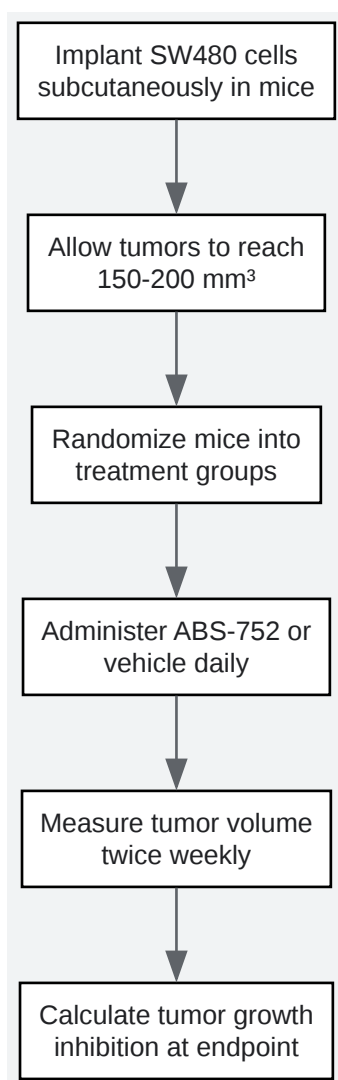 Implant SW480 cells
subcutaneously in mice
Allow tumors to reach
150-200 mm³
Randomize mice into
treatment groups
Administer ABS-752 or
vehicle daily
Measure tumor volume
twice weekly
Calculate tumor growth
inhibition at endpoint